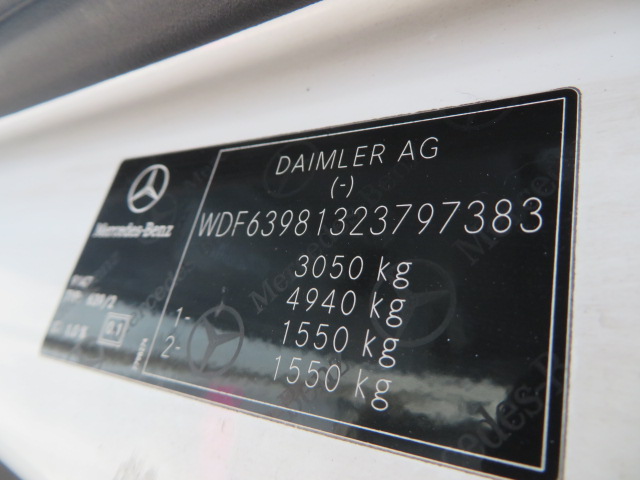 DAIMLER AG
(-)
WDF63981323797383
3050 kg
4940 kg
1- 1550 kg
2- 1550 kg
Mercedes-Benz